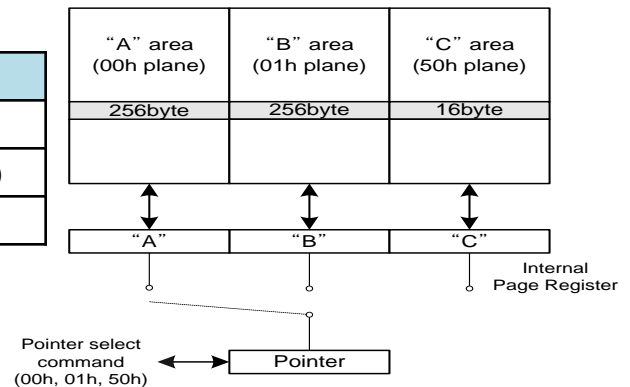 “A” area
(00h plane)
“B” area
(01h plane)
“C” area
(50h plane)
256byte
256byte
16byte
)
“A”
“B”
“C”
Internal
Page Register
Pointer select
command
(00h, 01h, 50h)
Pointer